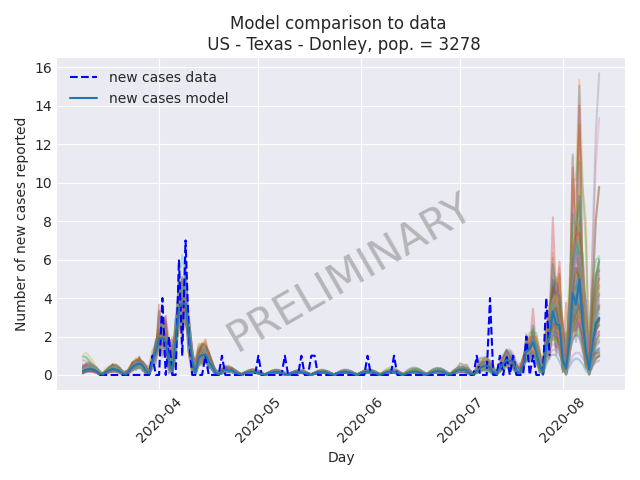 Model comparison to data
US - Texas - Donley, pop. = 3278
new cases data
new cases model
Number of new cases reported
16
14
12
10
8
6
4
2
0
PRELIMINARY
2020-04
2020-05
2020-06
2020-07
2020-08
Day